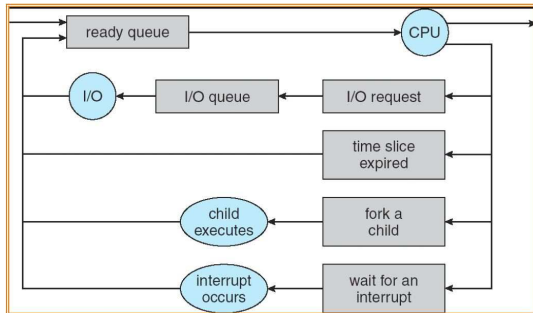 ready queue
CPU
I/O
I/O queue
I/O request
time slice
expired
child
executes
fork a
child
interrupt
occurs
wait for an
interrupt